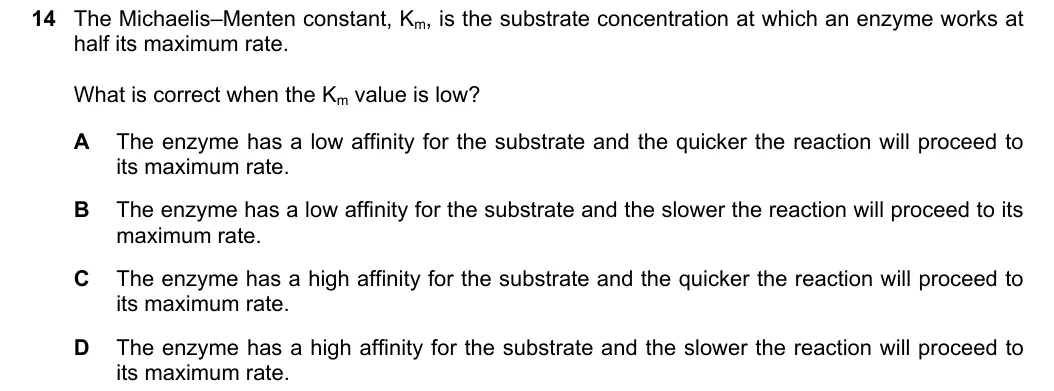 14 The Michaelis–Menten constant, Km, is the substrate concentration at which an enzyme works at
half its maximum rate.
What is correct when the Km value is low?
A The enzyme has a low affinity for the substrate and the quicker the reaction will proceed to
its maximum rate.
B The enzyme has a low affinity for the substrate and the slower the reaction will proceed to its
maximum rate.
C The enzyme has a high affinity for the substrate and the quicker the reaction will proceed to
its maximum rate.
D The enzyme has a high affinity for the substrate and the slower the reaction will proceed to
its maximum rate.